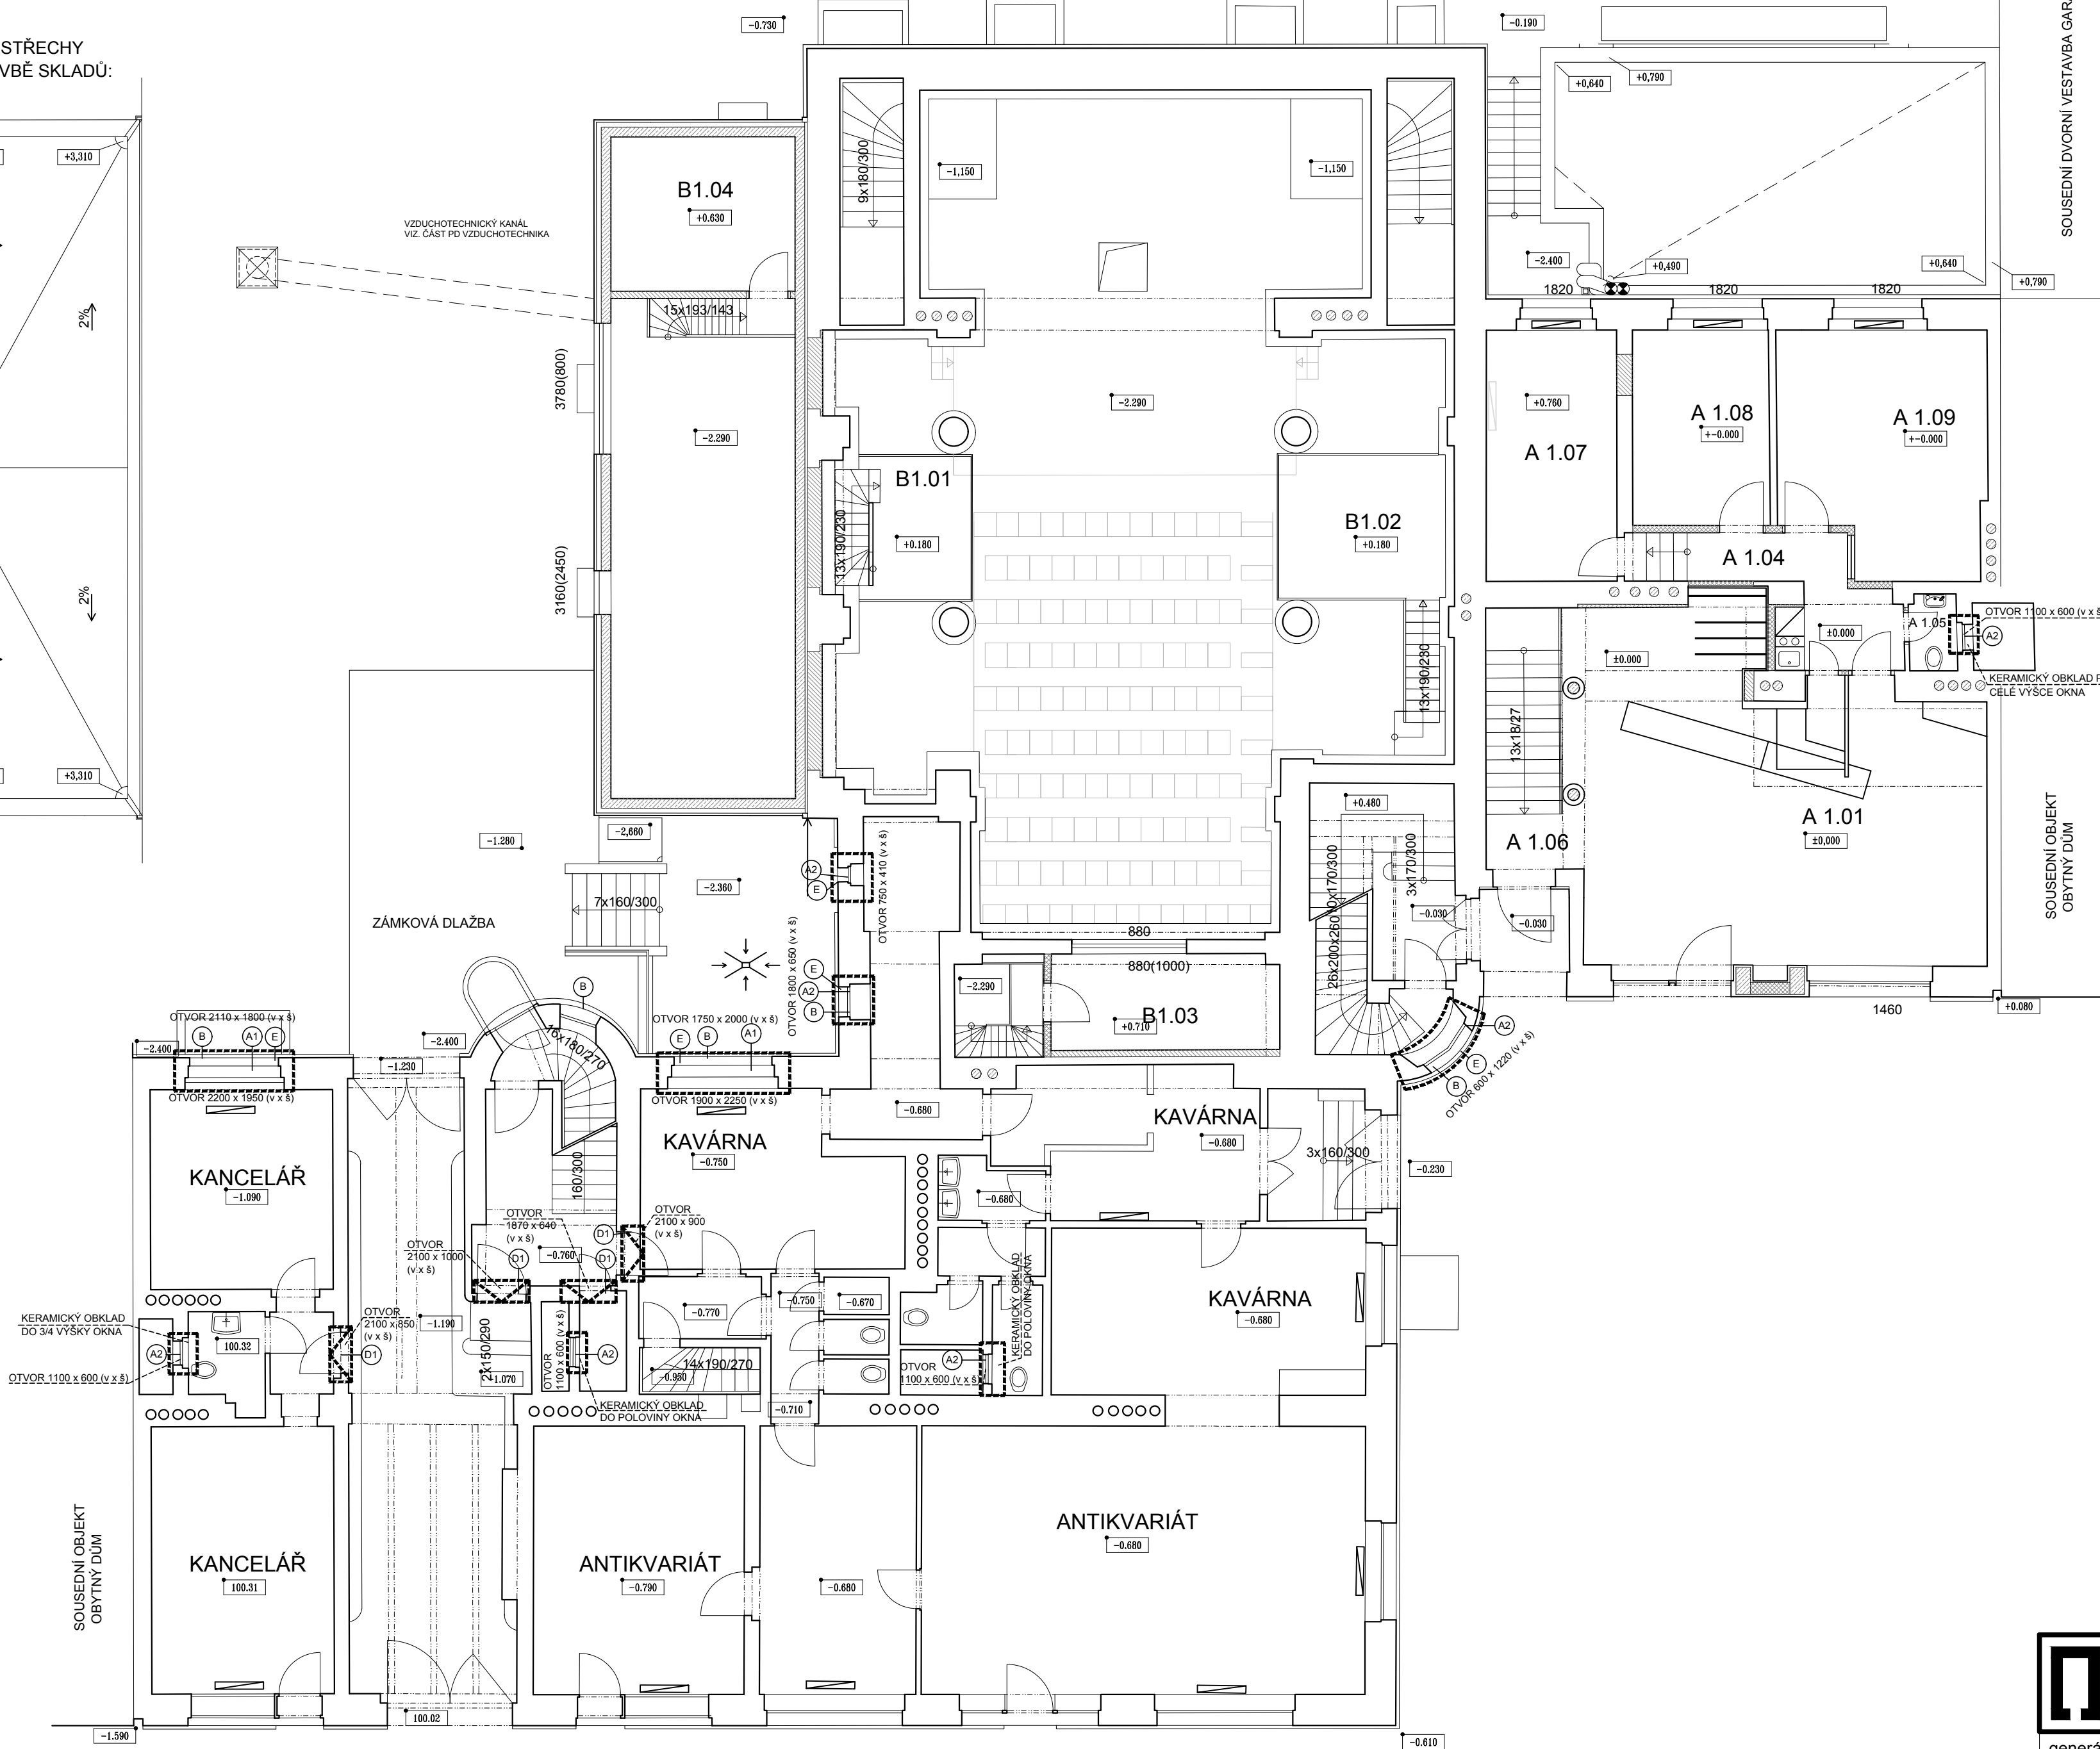 STŘECHY
VBĚ SKLADŮ:
-0.730
-0.190
SOUSEDNÍ DVORNÍ VESTAVBA GAR
+3,310
+0,640
+0,790
B1.04
+0.630
9x180/300
-1,150
-1,150
VZDUCHOTECHNICKÝ KANÁL
VIZ. ČÁST PD VZDUCHOTECHNIKA
-2.400
+0,490
+0,640
+0,790
1820
1820
1820
2%
15x193/143
3780(800)
-2.290
-2.290
+0.760
A 1.07
A 1.08
+-0.000
A 1.09
+-0.000
B1.01
+0.180
13x190/230
B1.02
+0.180
3160(2450)
2%
A 1.04
A 1.05
OTVOR 1100 x 600 (v x š
A2
±0.000
±0.000
KERAMICKÝ OBKLAD P
CELÉ VÝŠCE OKNA
13x190/230
13x18/27
+3,310
A 1.01
±0,000
SOUSEDNÍ OBJEKT
OBYTNÝ DŮM
+0.480
A 1.06
-1.280
-2,660
-2.360
7x160/300
ZÁMKOVÁ DLAŽBA
A2
E
OTVOR 750 x 410 (v x š)
OTVOR 1800 x 650 (v x š)
E
A2
B
880
880(1000)
10x170/300
3x170/300
26x200x260
-0.030
-0.030
-2.290
B1.03
+0.710
+0.080
1460
B
16x180/270
OTVOR 2110 x 1800 (v x š)
B
A1
E
-2.400
-2.400
-1.230
OTVOR 2200 x 1950 (v x š)
OTVOR 1750 x 2000 (v x š)
E
B
A1
OTVOR 1900 x 2250 (v x š)
A2
E
B
OTVOR 600 x 1220 (v x š)
-0.680
KAVÁRNA
-0.750
KAVÁRNA
-0.680
3x160/300
-0.230
KANCELÁŘ
-1.090
160/300
-0.680
OTVOR
1870 x 640
(v x š)
OTVOR
2100 x 900
(v x š)
D1
OTVOR
2100 x 1000
(v x š)
D1
-0.760
D1
KERAMICKÝ OBKLAD
DO POLOVINY OKNA
KAVÁRNA
-0.680
-0.770
-0.750
-0.670
KERAMICKÝ OBKLAD
DO 3/4 VÝŠKY OKNA
A2
100.32
OTVOR
2100 x 850
(v x š)
D1
-1.190
2x150/290
-1.070
OTVOR
1100 x 600 (v x š)
A2
14x190/270
-0.950
OTVOR 1100 x 600 (v x š)
OTVOR
1100 x 600 (v x š)
A2
KERAMICKÝ OBKLAD
DO POLOVINY OKNA
-0.710
SOUSEDNÍ OBJEKT
OBYTNÝ DŮM
KANCELÁŘ
100.31
ANTIKVARIÁT
-0.790
-0.680
ANTIKVARIÁT
-0.680
100.02
-1.590
-0.610
generá